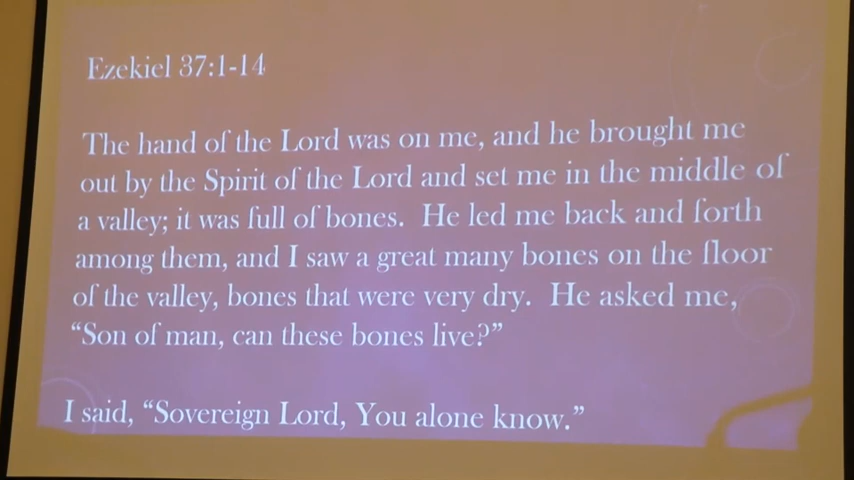 Ezekiel 37:1-14
The hand of the Lord was on me, and he brought me
out by the Spirit of the Lord and set me in the middle of
a valley; it was full of bones.  He led me back and forth
among them, and I saw a great many bones on the floor
of the valley, bones that were very dry.  He asked me,
“Son of man, can these bones live?”
I said, “Sovereign Lord, You alone know.”